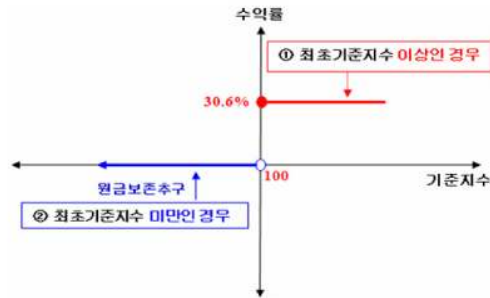 수익률
① 최초기준지수 이상인 경우
30.6%
100
기준지수
원금보존추구
② 최초기준지수 미만인 경우